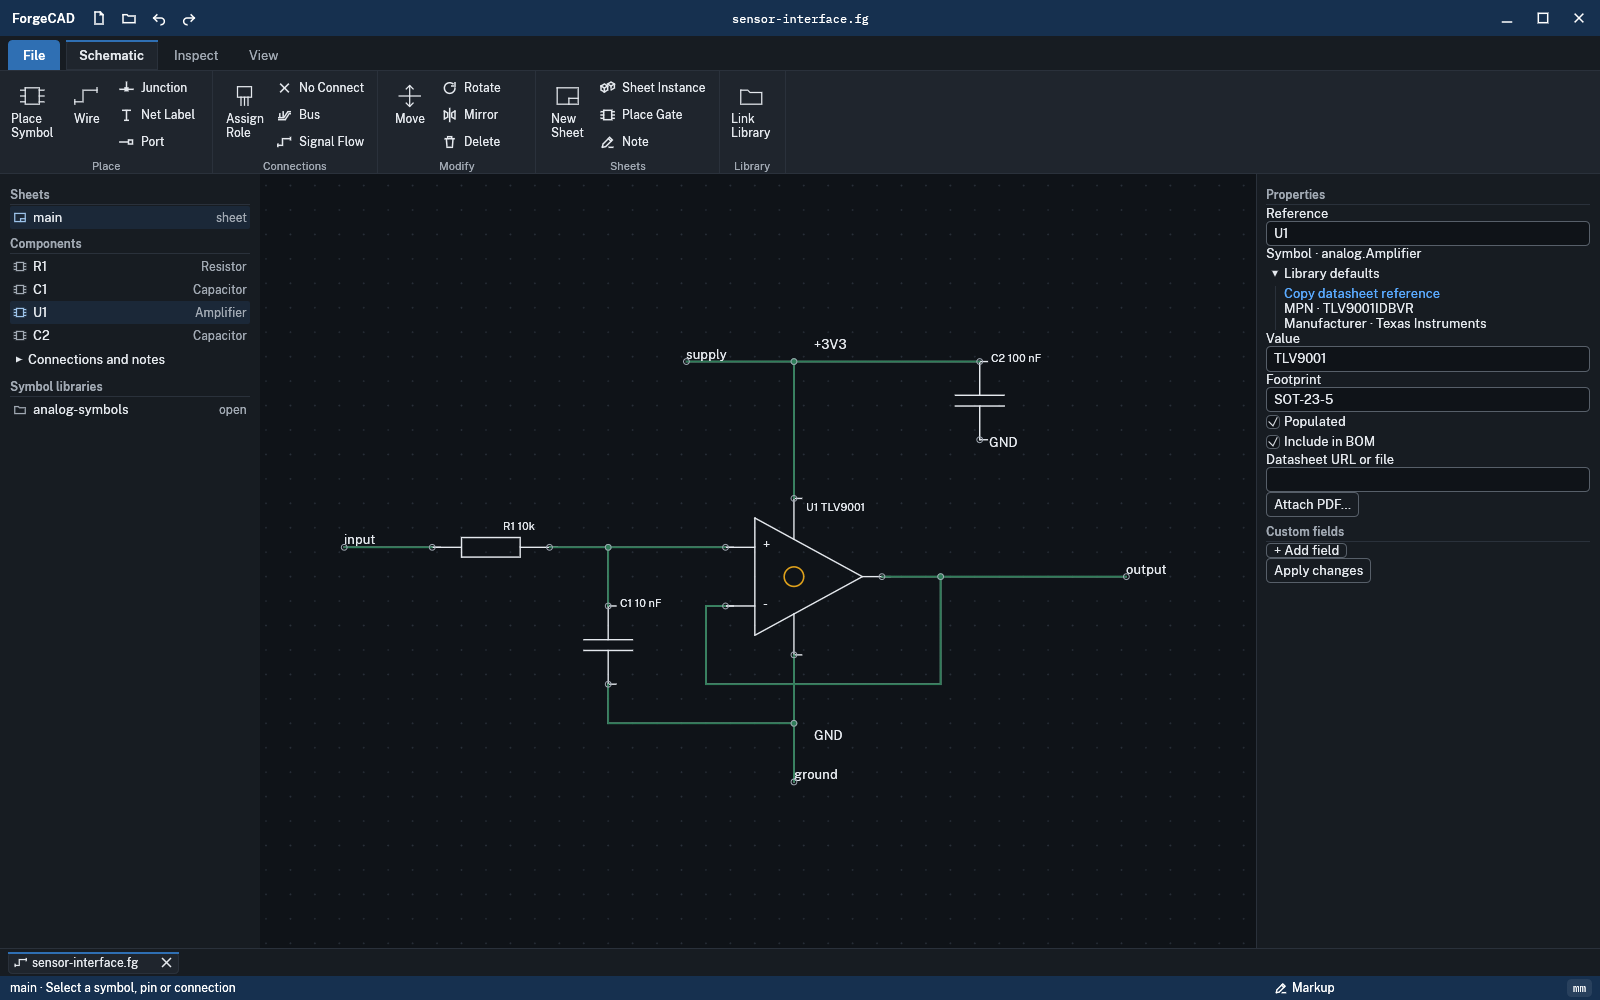 ForgeCAD
sensor-interface.fg
File
Schematic
Inspect
View
Place Symbol
Wire
Junction
Net Label
Port
Place
Assign Role
No Connect
Bus
Signal Flow
Connections
Move
Rotate
Mirror
Delete
Modify
New Sheet
Sheet Instance
Place Gate
Note
Sheets
Link Library
Library
Sheets
main sheet
Components
R1 Resistor
C1 Capacitor
U1 Amplifier
C2 Capacitor
Connections and notes
Symbol libraries
analog-symbols open
+3V3
supply
C2 100 nF
GND
U1 TLV9001
R1 10k
input
+
output
C1 10 nF
-
GND
ground
Properties
Reference
U1
Symbol · analog.Amplifier
Library defaults
Copy datasheet reference
MPN · TLV9001IDBVR
Manufacturer · Texas Instruments
Value
TLV9001
Footprint
SOT-23-5
Populated
Include in BOM
Datasheet URL or file
Attach PDF...
Custom fields
+ Add field
Apply changes
sensor-interface.fg
main · Select a symbol, pin or connection
Markup
mm